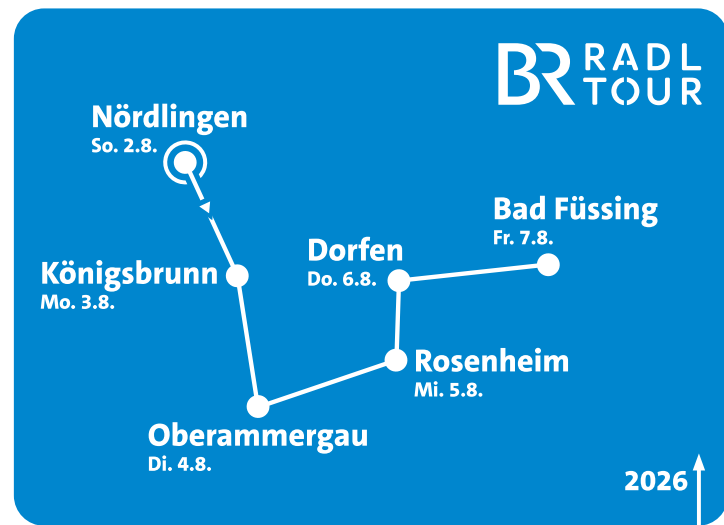 BR RADL
TOUR
Nördlingen
So. 2.8.
Königsbrunn
Mo. 3.8.
Oberammergau
Di. 4.8.
Rosenheim
Mi. 5.8.
Dorfen
Do. 6.8.
Bad Füssing
Fr. 7.8.
2026